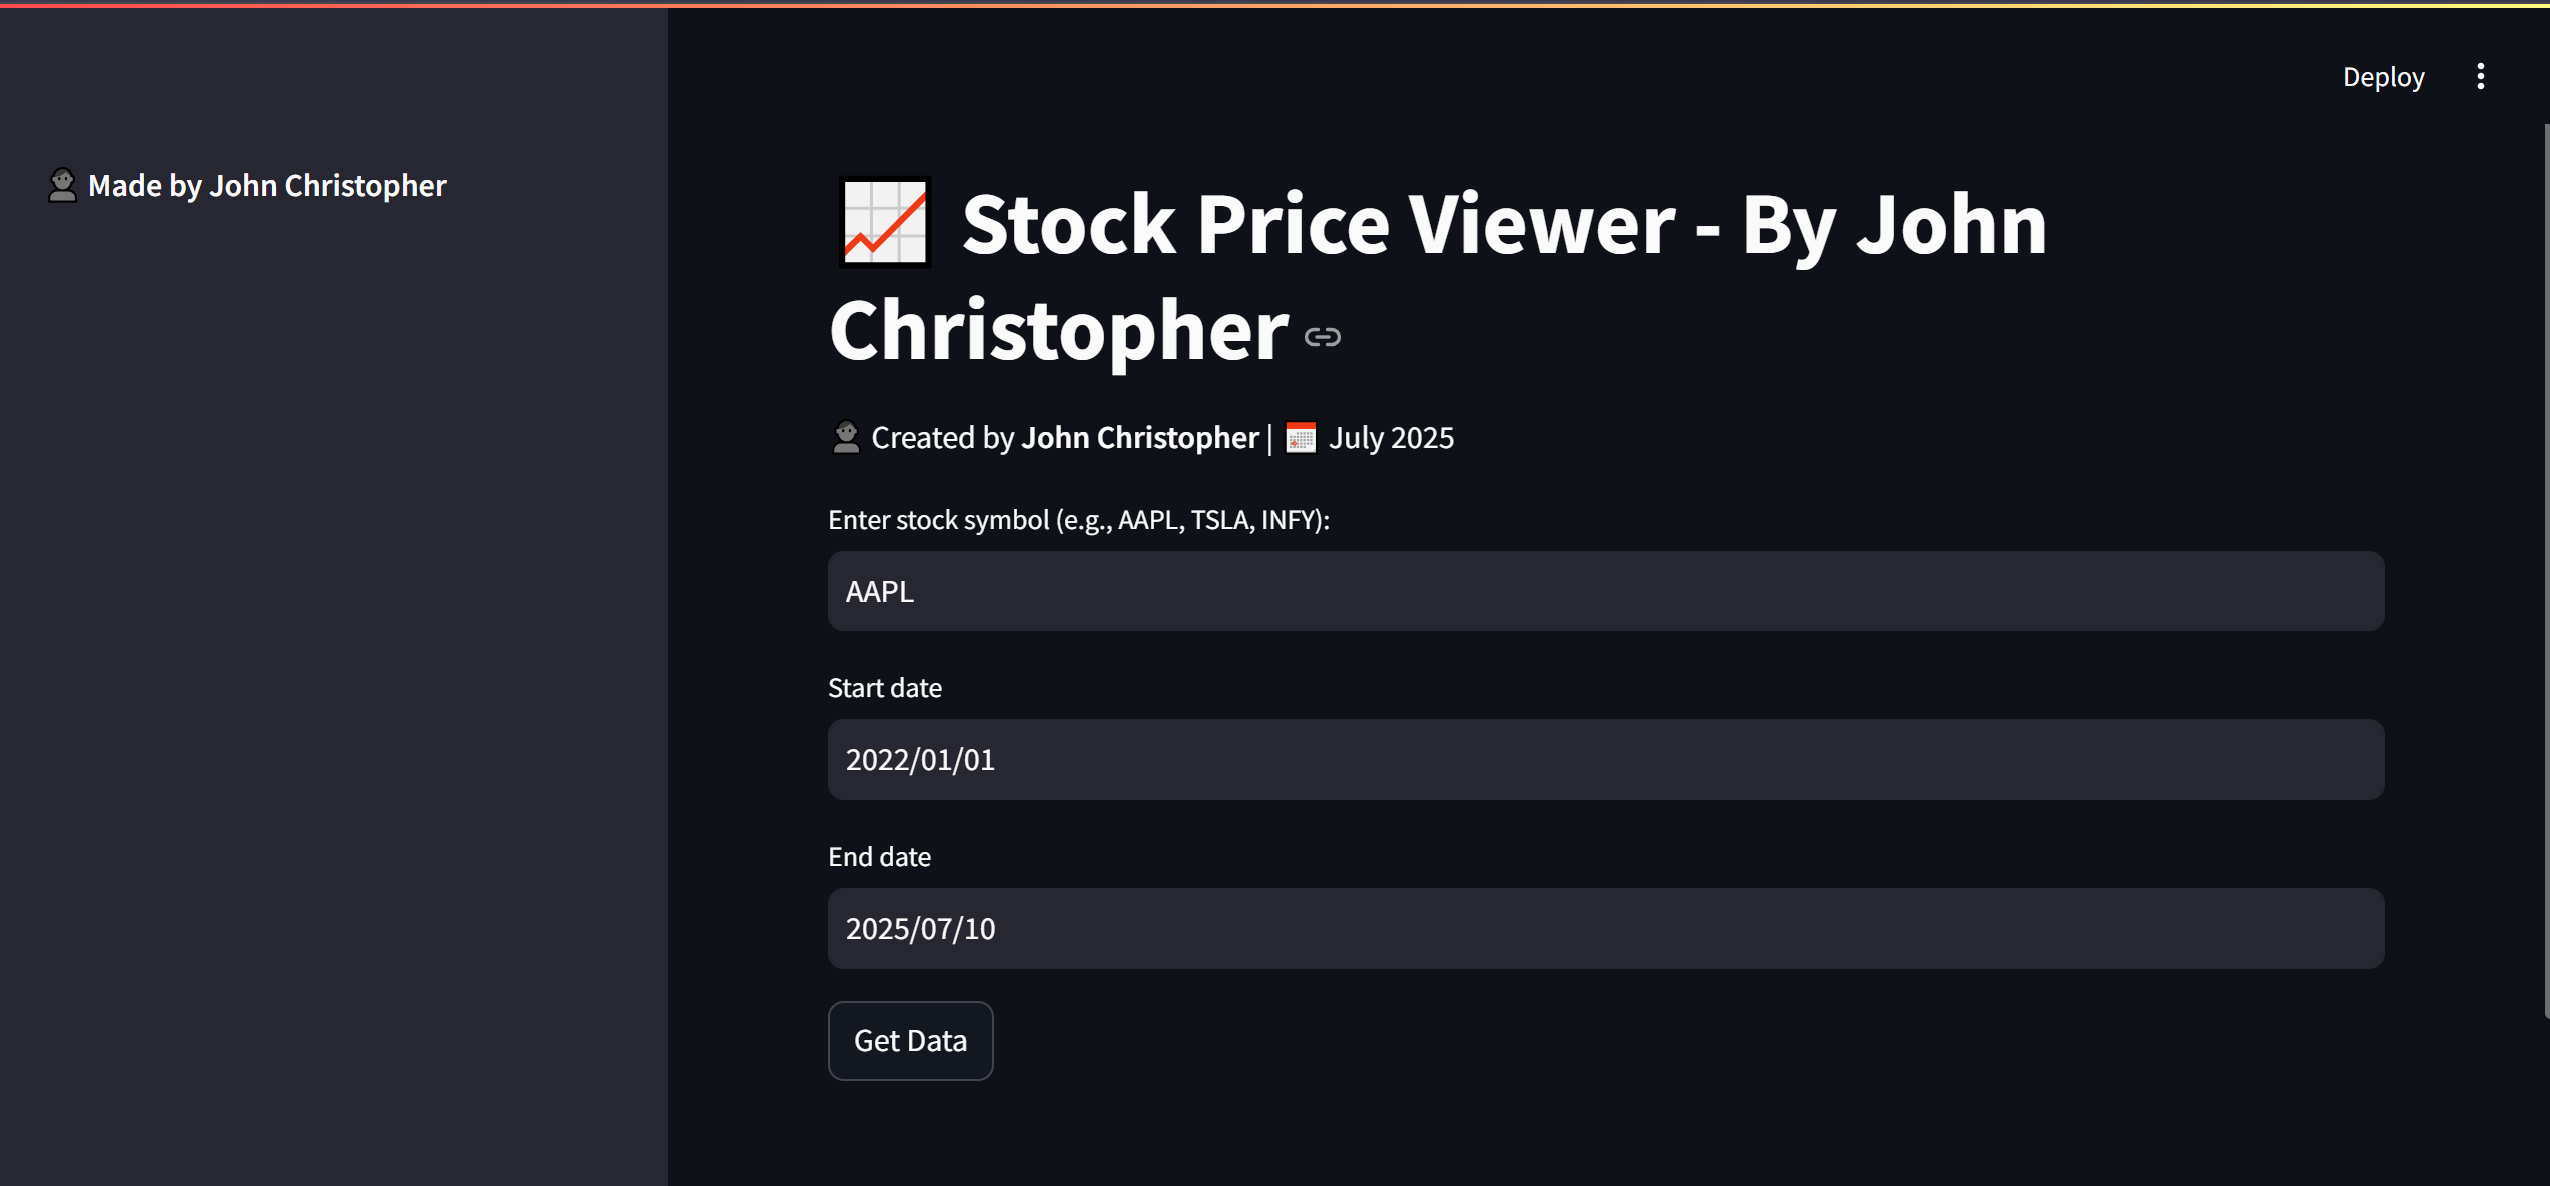 Deploy
Made by John Christopher
Stock Price Viewer - By John
Christopher
Created by John Christopher | July 2025
Enter stock symbol (e.g., AAPL, TSLA, INFY):
AAPL
Start date
2022/01/01
End date
2025/07/10
Get Data